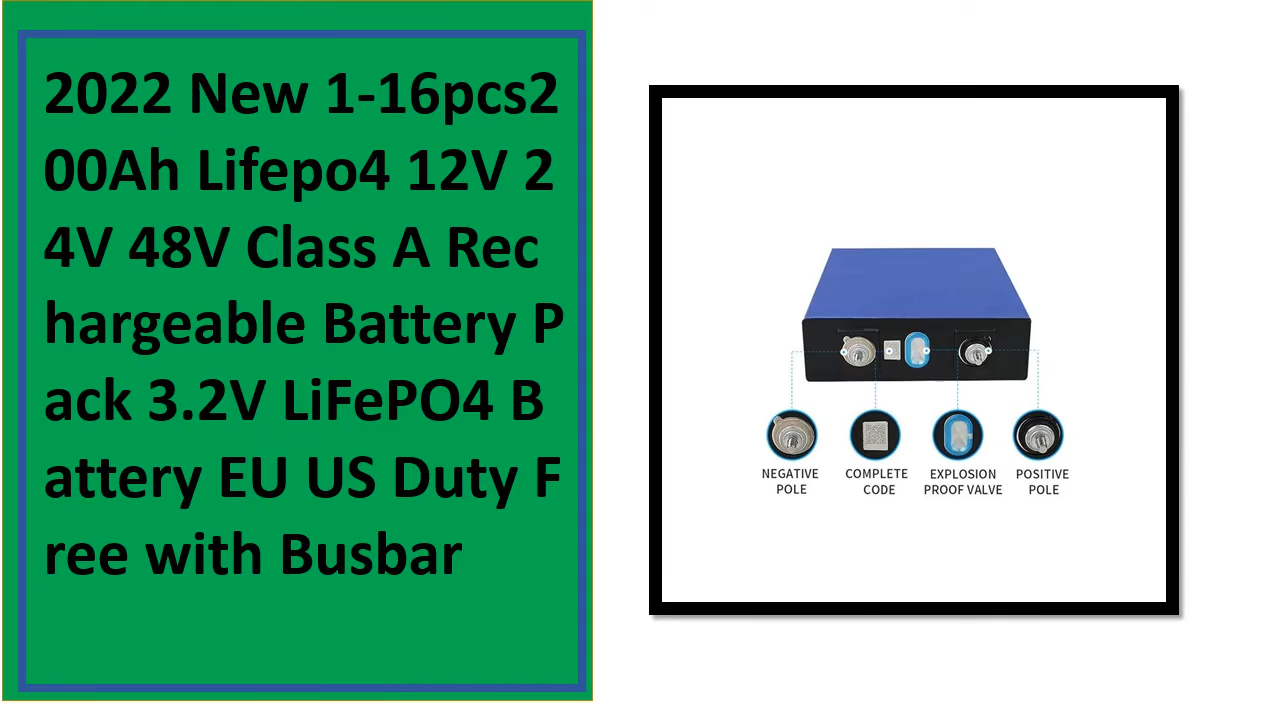 2022 New 1-16pcs2
00Ah Lifepo4 12V 2
4V 48V Class A Rec
hargeable Battery P
ack 3.2V LiFePO4 B
attery EU US Duty F
ree with Busbar
NEGATIVE
POLE
COMPLETE
CODE
EXPLOSION
PROOF VALVE
POSITIVE
POLE